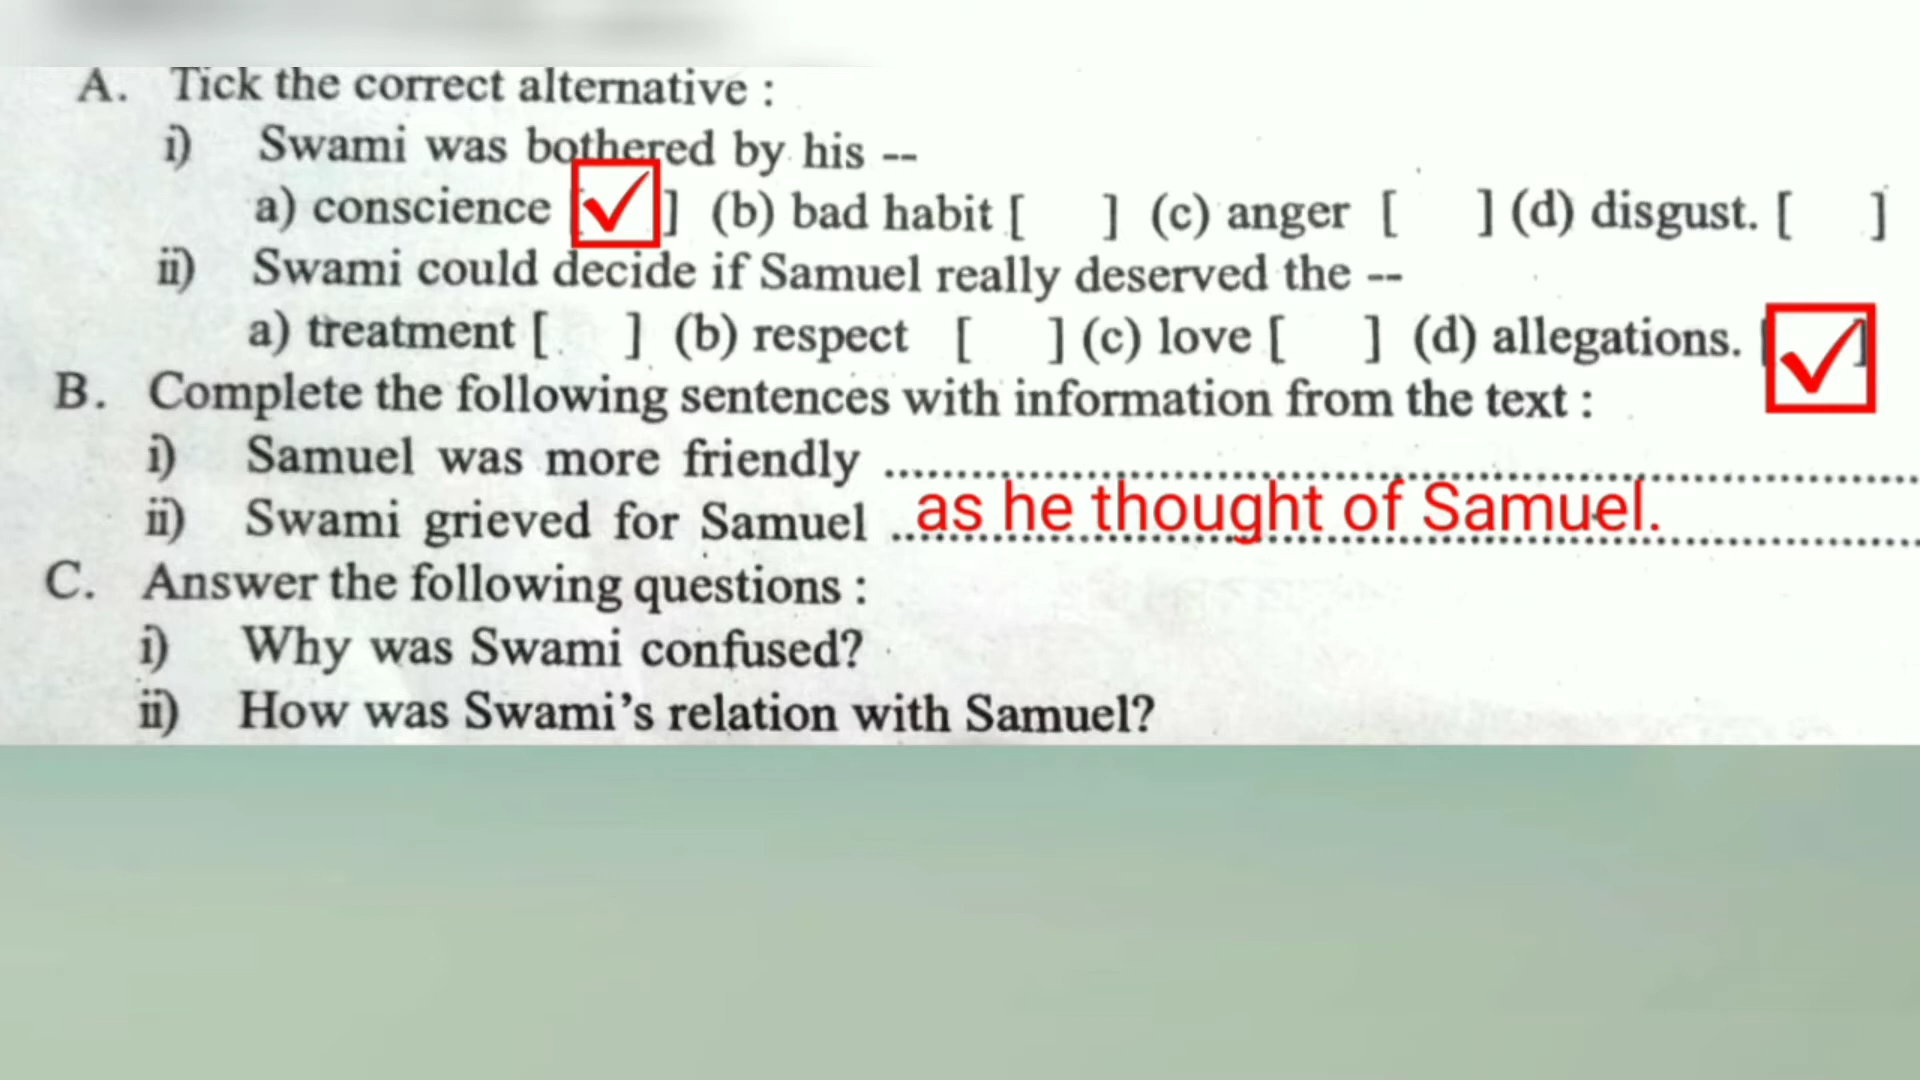 A. Tick the correct alternative :
i) Swami was bothered by his --
a) conscience [✓] (b) bad habit [ ] (c) anger [ ] (d) disgust. [ ]
ii) Swami could decide if Samuel really deserved the --
a) treatment [ ] (b) respect [ ] (c) love [ ] (d) allegations. [✓]
B. Complete the following sentences with information from the text :
i) Samuel was more friendly ........................................
ii) Swami grieved for Samuel ..as he thought of Samuel.....................
C. Answer the following questions :
i) Why was Swami confused?
ii) How was Swami's relation with Samuel?